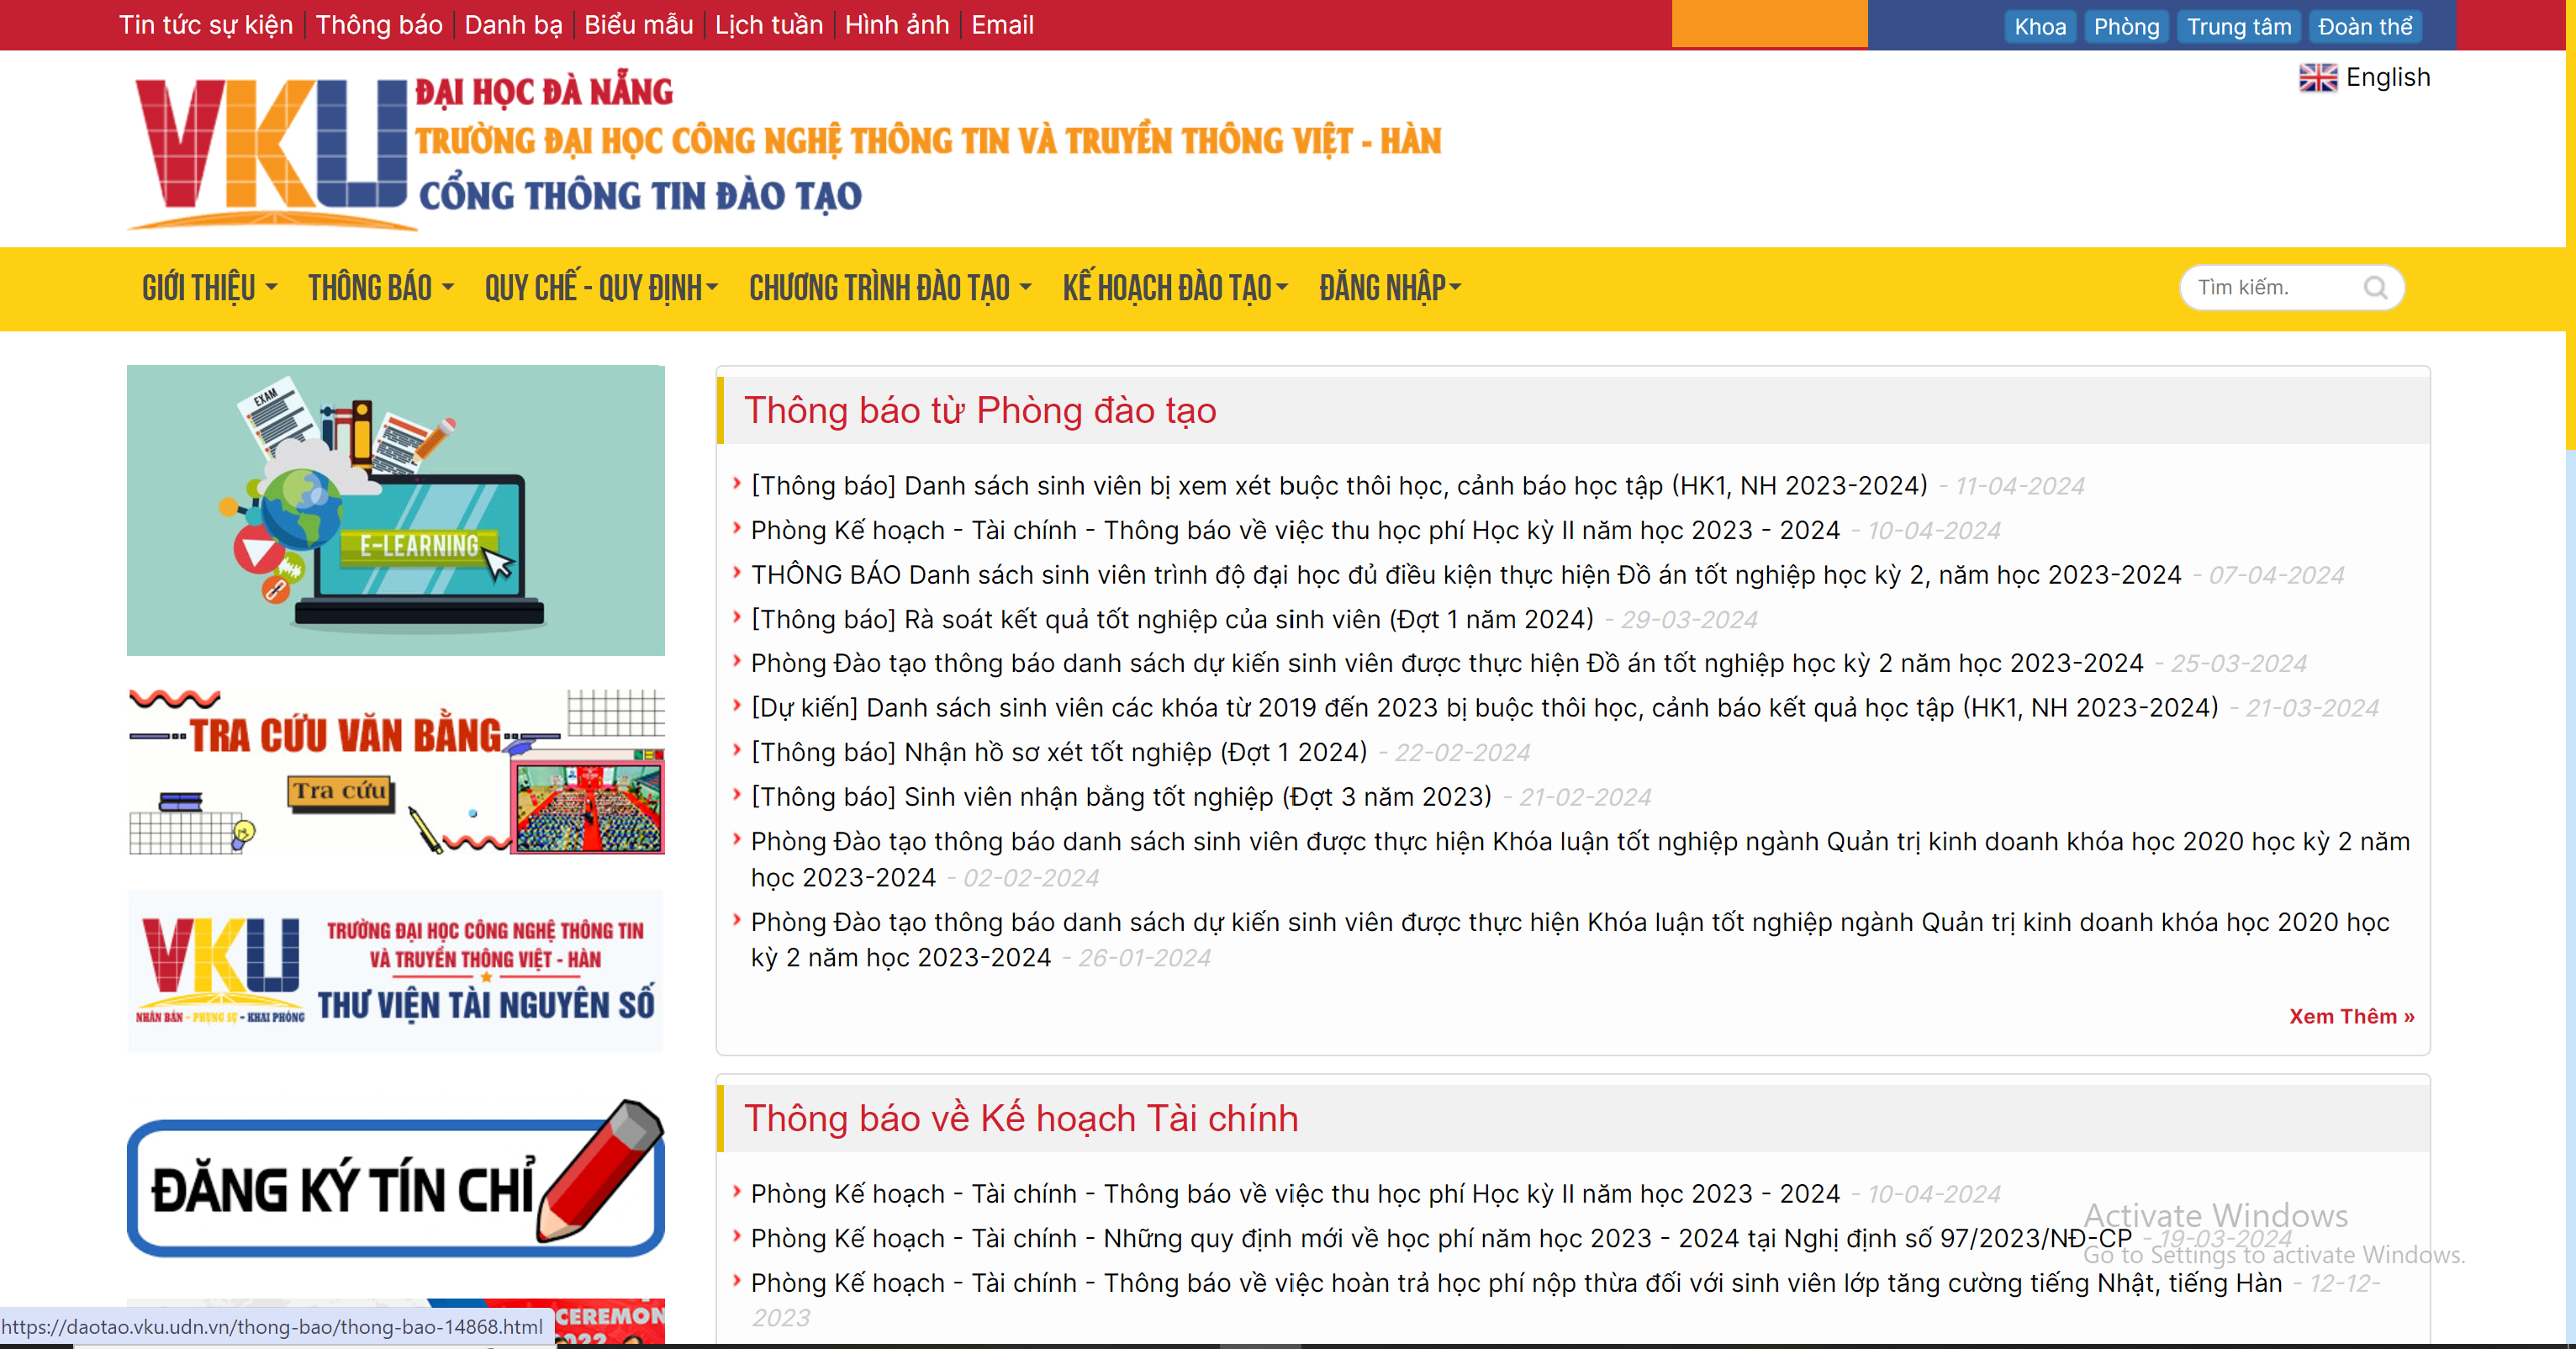 Tin tức sự kiện | Thông báo | Danh bạ | Biểu mẫu | Lịch tuần | Hình ảnh | Email
Khoa Phòng Trung tâm Đoàn thể
English
VKU
ĐẠI HỌC ĐÀ NẴNG
TRƯỜNG ĐẠI HỌC CÔNG NGHỆ THÔNG TIN VÀ TRUYỀN THÔNG VIỆT - HÀN
CỔNG THÔNG TIN ĐÀO TẠO
GIỚI THIỆU THÔNG BÁO QUY CHẾ - QUY ĐỊNH CHƯƠNG TRÌNH ĐÀO TẠO KẾ HOẠCH ĐÀO TẠO ĐĂNG NHẬP
Tìm kiếm.
EXAM
E-LEARNING
TRA CỨU VĂN BẰNG
Tra cứu
VKU
NHÂN BẢN - PHỤNG SỰ - KHAI PHÓNG
TRƯỜNG ĐẠI HỌC CÔNG NGHỆ THÔNG TIN
VÀ TRUYỀN THÔNG VIỆT - HÀN
THƯ VIỆN TÀI NGUYÊN SỐ
ĐĂNG KÝ TÍN CHỈ
Thông báo từ Phòng đào tạo
[Thông báo] Danh sách sinh viên bị xem xét buộc thôi học, cảnh báo học tập (HK1, NH 2023-2024) - 11-04-2024
Phòng Kế hoạch - Tài chính - Thông báo về việc thu học phí Học kỳ II năm học 2023 - 2024 - 10-04-2024
THÔNG BÁO Danh sách sinh viên trình độ đại học đủ điều kiện thực hiện Đồ án tốt nghiệp học kỳ 2, năm học 2023-2024 - 07-04-2024
[Thông báo] Rà soát kết quả tốt nghiệp của sinh viên (Đợt 1 năm 2024) - 29-03-2024
Phòng Đào tạo thông báo danh sách dự kiến sinh viên được thực hiện Đồ án tốt nghiệp học kỳ 2 năm học 2023-2024 - 25-03-2024
[Dự kiến] Danh sách sinh viên các khóa từ 2019 đến 2023 bị buộc thôi học, cảnh báo kết quả học tập (HK1, NH 2023-2024) - 21-03-2024
[Thông báo] Nhận hồ sơ xét tốt nghiệp (Đợt 1 2024) - 22-02-2024
[Thông báo] Sinh viên nhận bằng tốt nghiệp (Đợt 3 năm 2023) - 21-02-2024
Phòng Đào tạo thông báo danh sách sinh viên được thực hiện Khóa luận tốt nghiệp ngành Quản trị kinh doanh khóa học 2020 học kỳ 2 năm
học 2023-2024 - 02-02-2024
Phòng Đào tạo thông báo danh sách dự kiến sinh viên được thực hiện Khóa luận tốt nghiệp ngành Quản trị kinh doanh khóa học 2020 học
kỳ 2 năm học 2023-2024 - 26-01-2024
Xem Thêm »
Thông báo về Kế hoạch Tài chính
Phòng Kế hoạch - Tài chính - Thông báo về việc thu học phí Học kỳ II năm học 2023 - 2024 - 10-04-2024
Phòng Kế hoạch - Tài chính - Những quy định mới về học phí năm học 2023 - 2024 tại Nghị định số 97/2023/NĐ-CP - 19-03-2024
Phòng Kế hoạch - Tài chính - Thông báo về việc hoàn trả học phí nộp thừa đối với sinh viên lớp tăng cường tiếng Nhật, tiếng Hàn - 12-12-
2023
Activate Windows
Go to Settings to activate Windows.
CEREMON
https://daotao.vku.udn.vn/thong-bao/thong-bao-14868.html